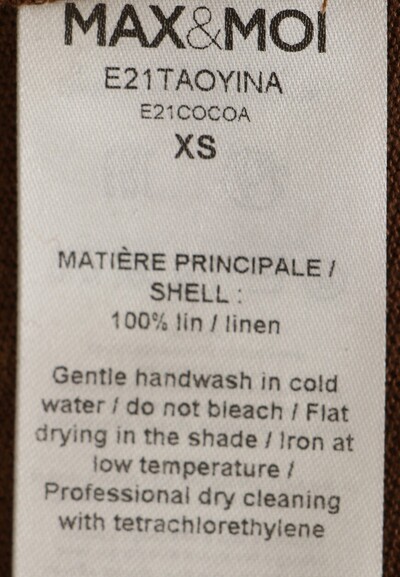 MAX&MOI
E21TAOYINA
E21COCOA
XS
MATIÈRE PRINCIPALE /
SHELL :
100% lin / linen
Gentle handwash in cold
water / do not bleach / Flat
drying in the shade / Iron at
low temperature /
Professional dry cleaning
with tetrachlorethylene